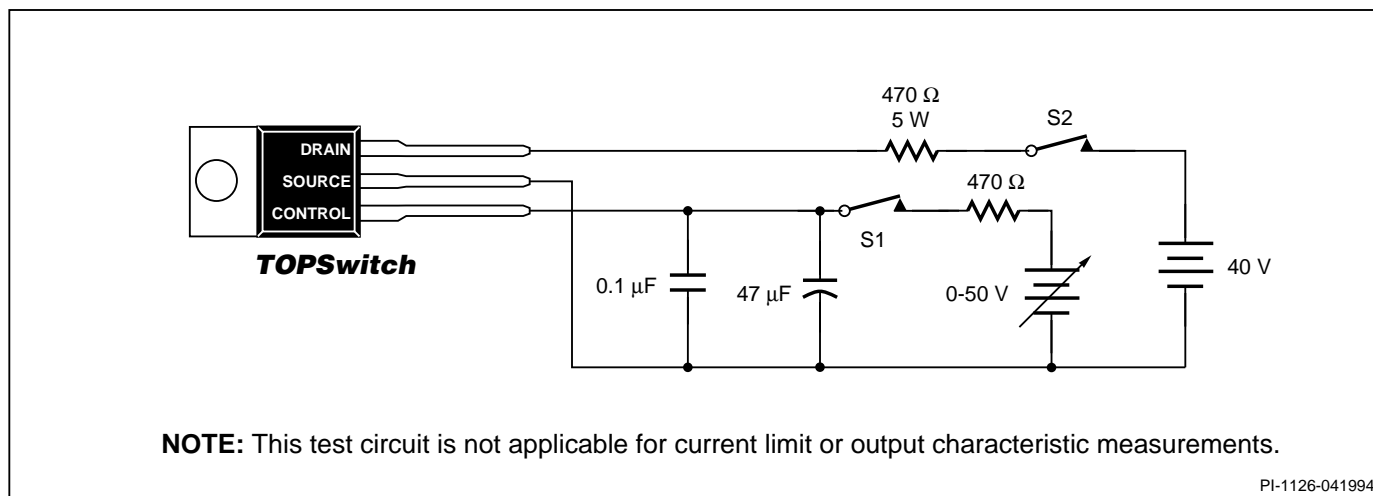 470 Ω
5 W
S2
DRAIN
SOURCE
470 Ω
CONTROL
S1
TOPSwitch
40 V
0.1 μF
47 μF
0-50 V
NOTE: This test circuit is not applicable for current limit or output characteristic measurements.
PI-1126-041994